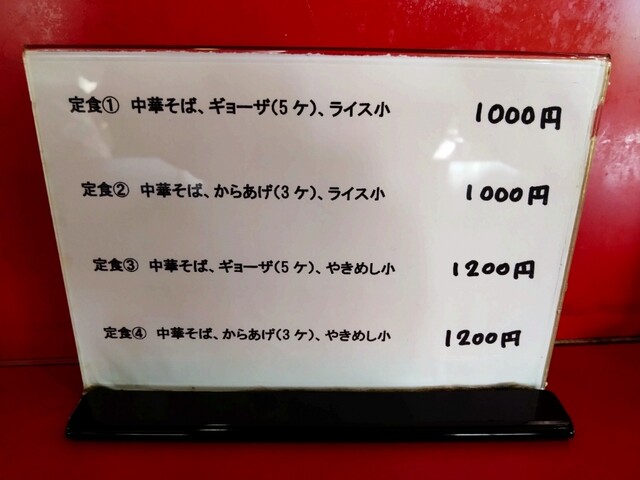 定食① 中華そば、ギョーザ(5ケ)、ライス小 1000円
定食② 中華そば、からあげ(3ケ)、ライス小 1000円
定食③ 中華そば、ギョーザ(5ケ)、やきめし小 1200円
定食④ 中華そば、からあげ(3ケ)、やきめし小 1200円